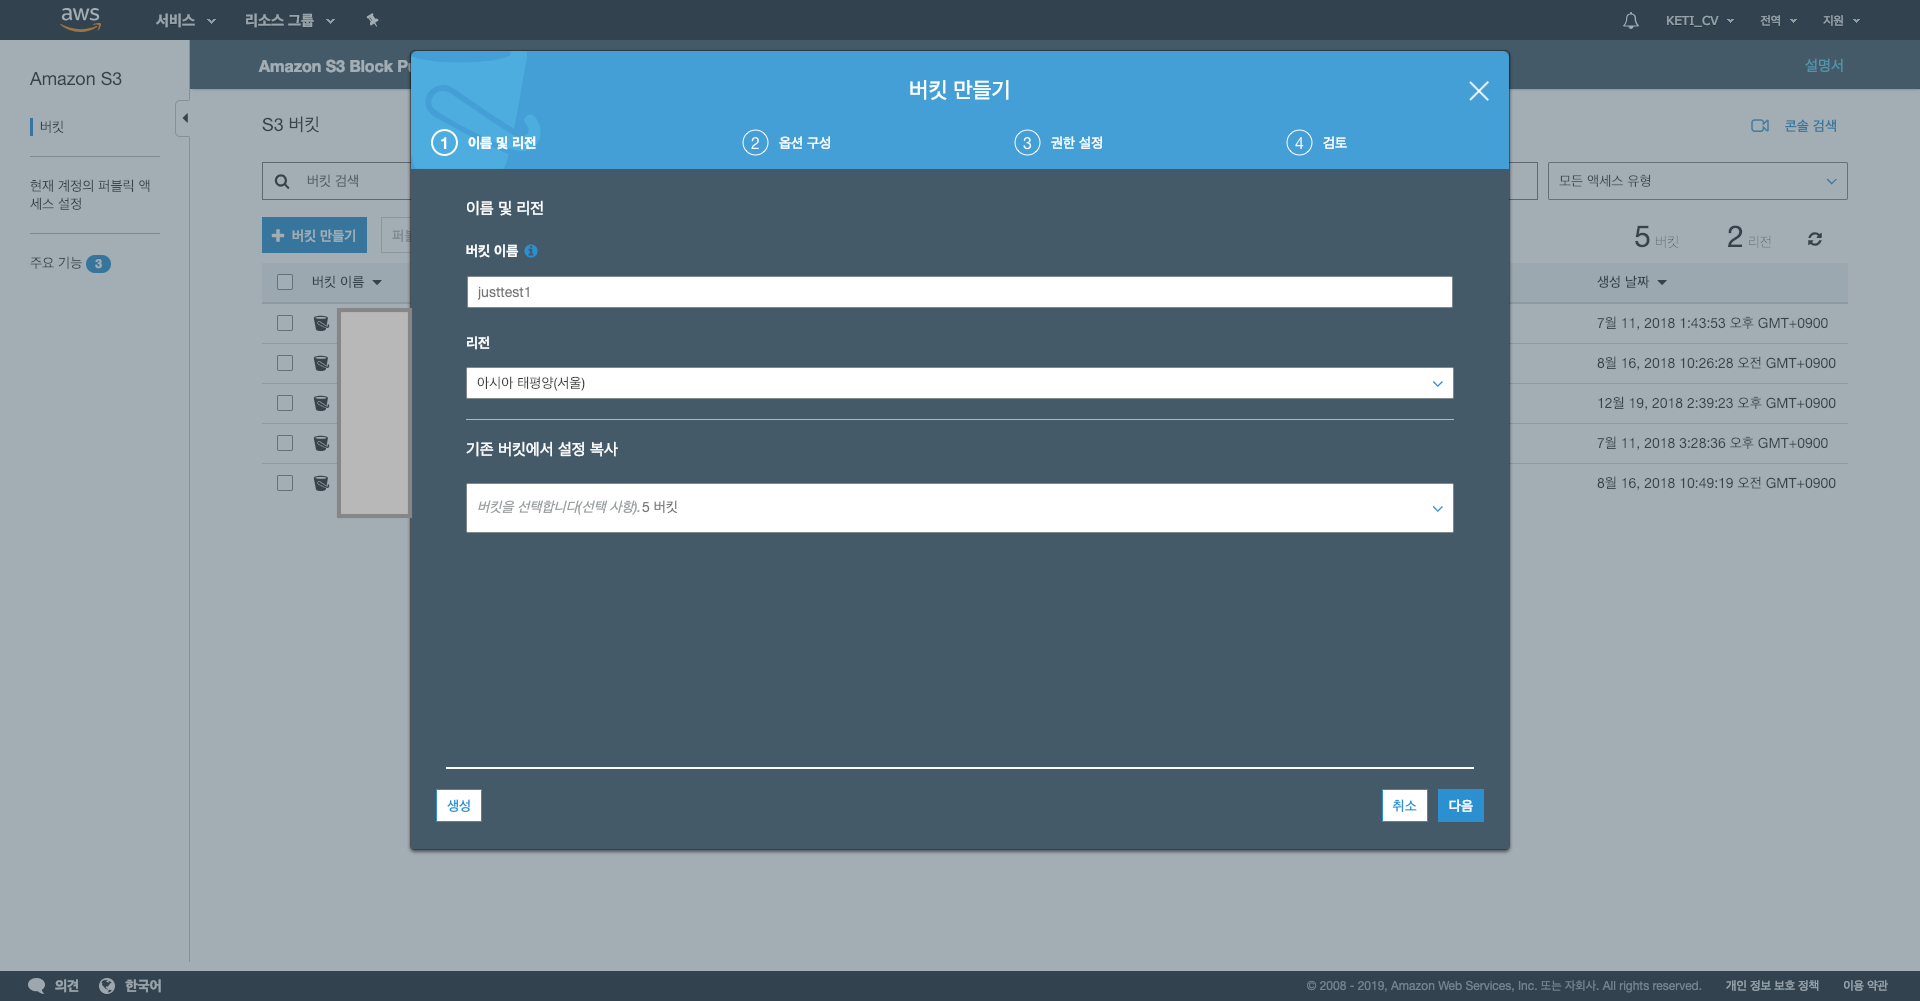 aws 서비스 리소스 그룹 KETI_CV 전역 지원
Amazon S3
버킷
현재 계정의 퍼블릭 액
세스 설정
주요 기능 3
Amazon S3 Block 설명서
S3 버킷 콘솔 검색
버킷 검색 모든 액세스 유형
버킷 만들기
5 버킷 2 리전
버킷 이름 생성 날짜
7월 11, 2018 1:43:53 오후 GMT+0900
8월 16, 2018 10:26:28 오전 GMT+0900
12월 19, 2018 2:39:23 오후 GMT+0900
7월 11, 2018 3:28:36 오후 GMT+0900
8월 16, 2018 10:49:19 오전 GMT+0900
버킷 만들기
1 이름 및 리전 2 옵션 구성 3 권한 설정 4 검토
이름 및 리전
버킷 이름
justtest1
리전
아시아 태평양(서울)
기존 버킷에서 설정 복사
버킷을 선택합니다(선택 사항). 5 버킷
생성 취소 다음
의견 한국어 © 2008 - 2019, Amazon Web Services, Inc. 또는 자회사. All rights reserved. 개인 정보 보호 정책 이용 약관